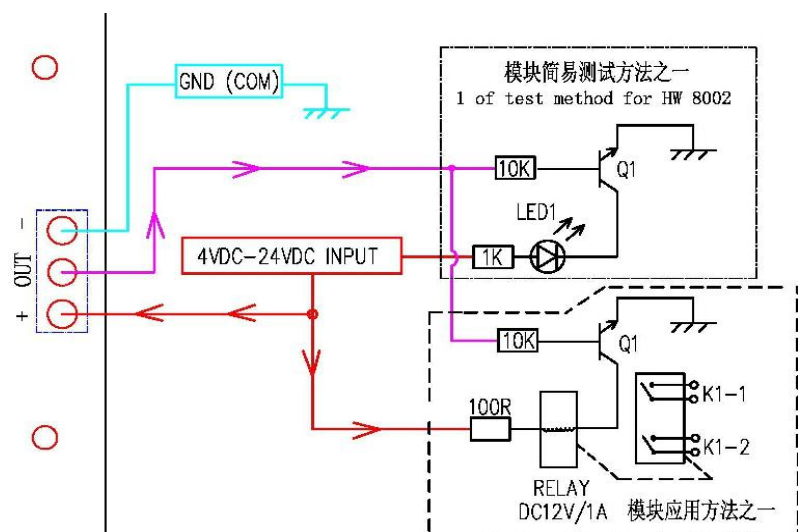 GND (COM)
模块简易测试方法之一
1 of test method for HW 8002
10K
Q1
LED1
- OUT +
4VDC-24VDC INPUT
1K
10K
Q1
100R
K1-1
K1-2
RELAY
DC12V/1A
模块应用方法之一